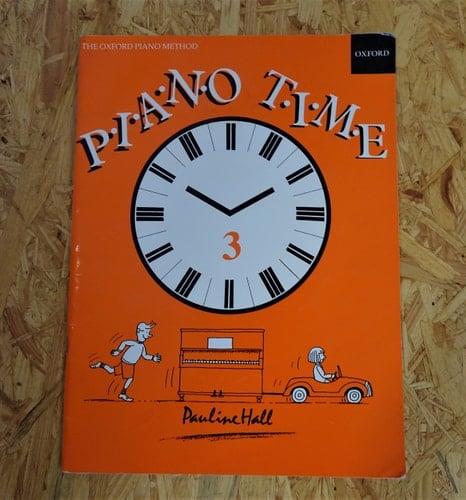 THE OXFORD PIANO METHOD
OXFORD
P·I·A·N·O T·I·M·E
3
Pauline Hall